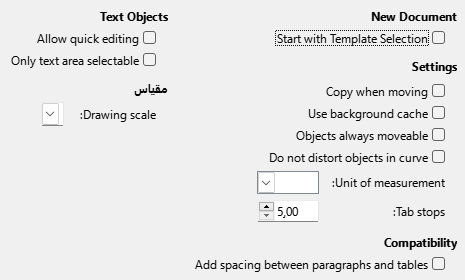 New Document
Start with Template Selection
Settings
Copy when moving
Use background cache
Objects always moveable
Do not distort objects in curve
Unit of measurement:
Tab stops:
5,00
Compatibility
Add spacing between paragraphs and tables
Text Objects
Allow quick editing
Only text area selectable
مقياس
Drawing scale: